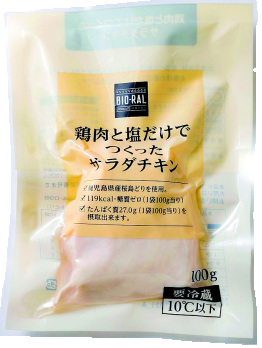 BIO-RAL
鶏肉と塩だけで
つくった
サラダチキン
鹿児島県産桜島どりを使用。
119kcal・糖質ゼロ(1袋100g当り)
たんぱく質27.0g(1袋100g当り)を
摂取出来ます。
100g
要冷蔵
10℃以下